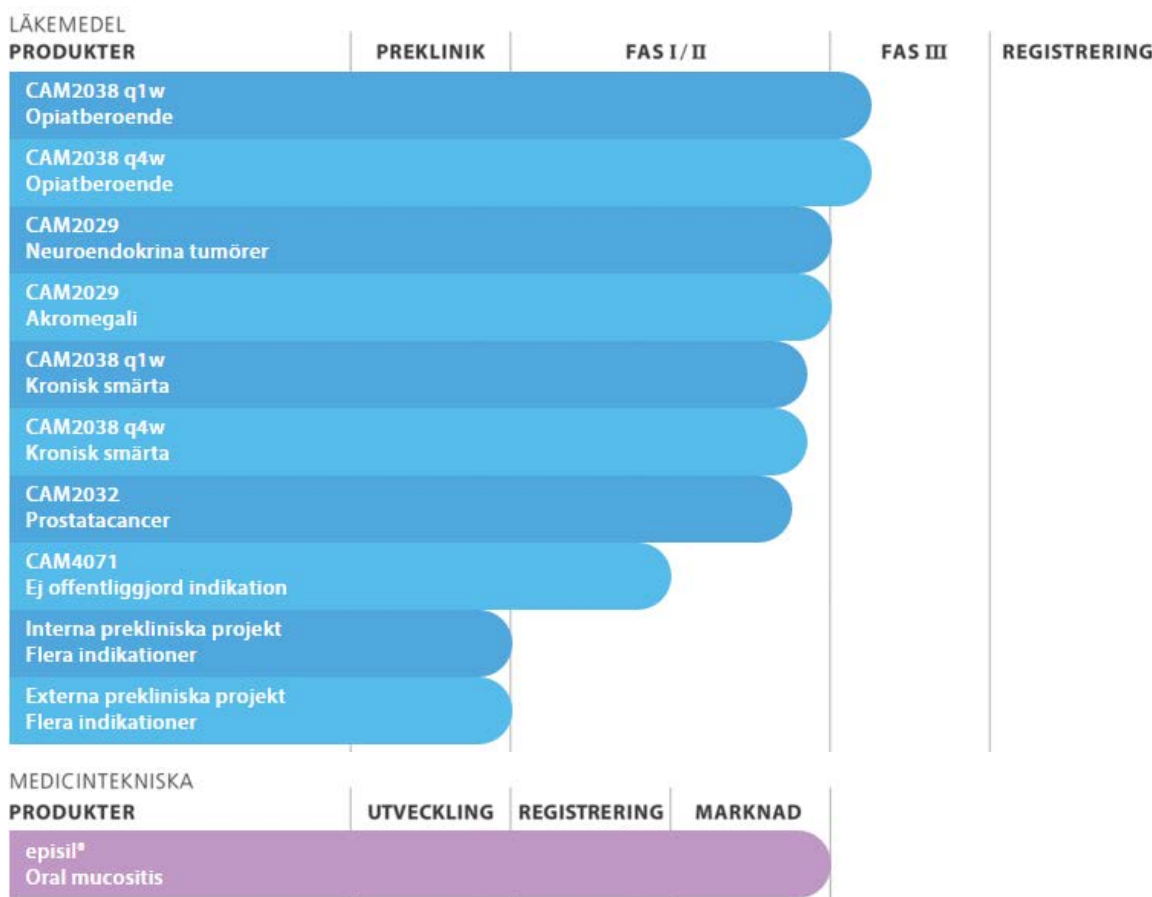 LÄKEMEDEL
PRODUKTER PREKLINIK FAS I / II FAS III REGISTRERING
CAM2038 q1w
Opiatberoende
CAM2038 q4w
Opiatberoende
CAM2029
Neuroendokrina tumörer
CAM2029
Akromegali
CAM2038 q1w
Kronisk smärta
CAM2038 q4w
Kronisk smärta
CAM2032
Prostatacancer
CAM4071
Ej offentliggjord indikation
Interna prekliniska projekt
Flera indikationer
Externa prekliniska projekt
Flera indikationer
MEDICINTEKNISKA
PRODUKTER UTVECKLING REGISTRERING MARKNAD
episil®
Oral mucositis